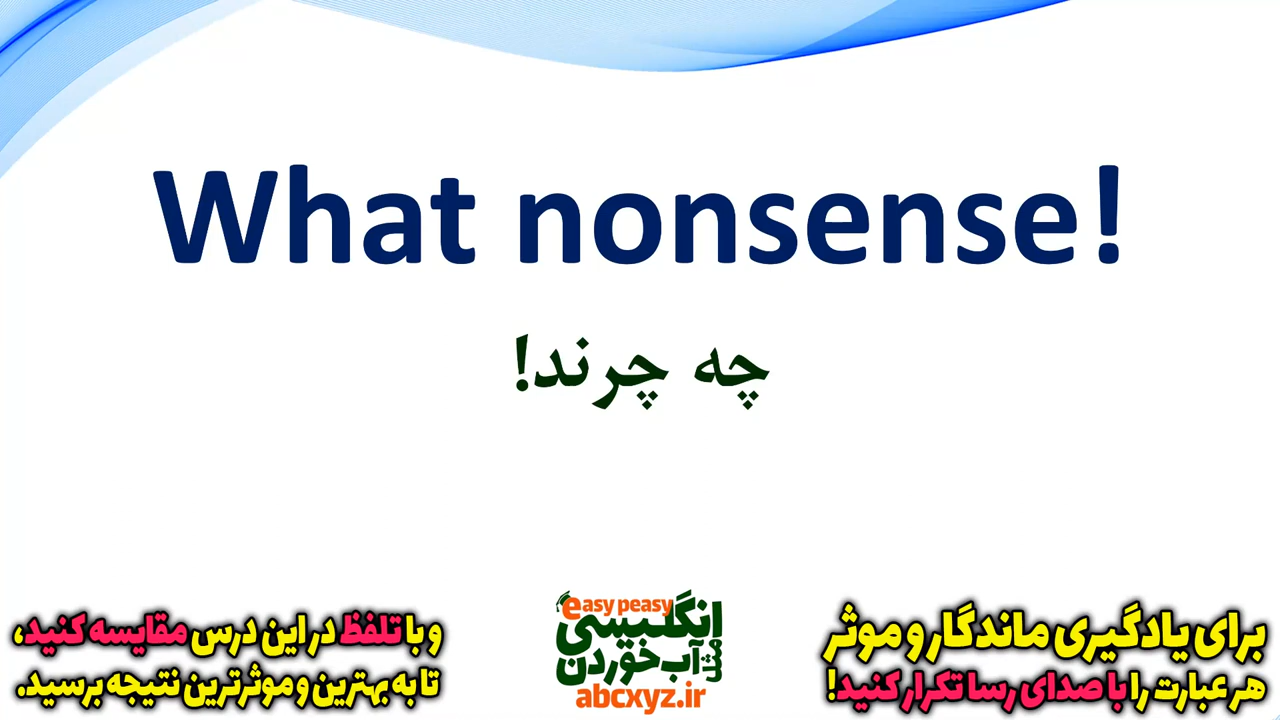 What nonsense!
چه چرند!
برای یادگیری ماندگار و موثر
هر عبارت را با صدای رسا تکرار کنید!
easy peasy
انگلیسی
مثل آب خوردن
abcxyz.ir
و با تلفظ در این درس مقایسه کنید،
تا به بهترین و موثرترین نتیجه برسید.